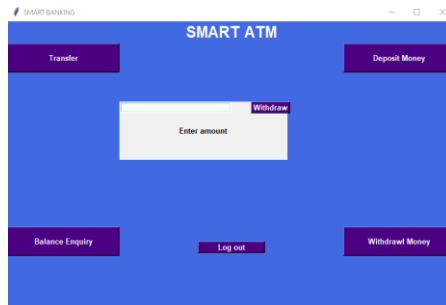 SMART BANKING
SMART ATM
Transfer
Deposit Money
Withdraw
Enter amount
Balance Enquiry
Log out
Withdrawl Money